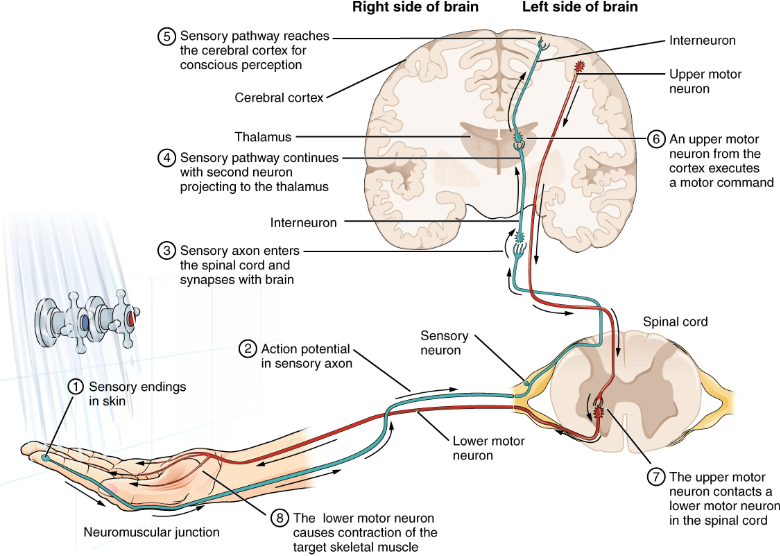 Right side of brain
Left side of brain
5 Sensory pathway reaches
the cerebral cortex for
conscious perception
Interneuron
Upper motor
neuron
Cerebral cortex
Thalamus
6 An upper motor
neuron from the
cortex executes
a motor command
4 Sensory pathway continues
with second neuron
projecting to the thalamus
Interneuron
3 Sensory axon enters
the spinal cord and
synapses with brain
Spinal cord
Sensory
neuron
2 Action potential
in sensory axon
1 Sensory endings
in skin
Lower motor
neuron
7 The upper motor
neuron contacts a
lower motor neuron
in the spinal cord
Neuromuscular junction
8 The lower motor neuron
causes contraction of the
target skeletal muscle